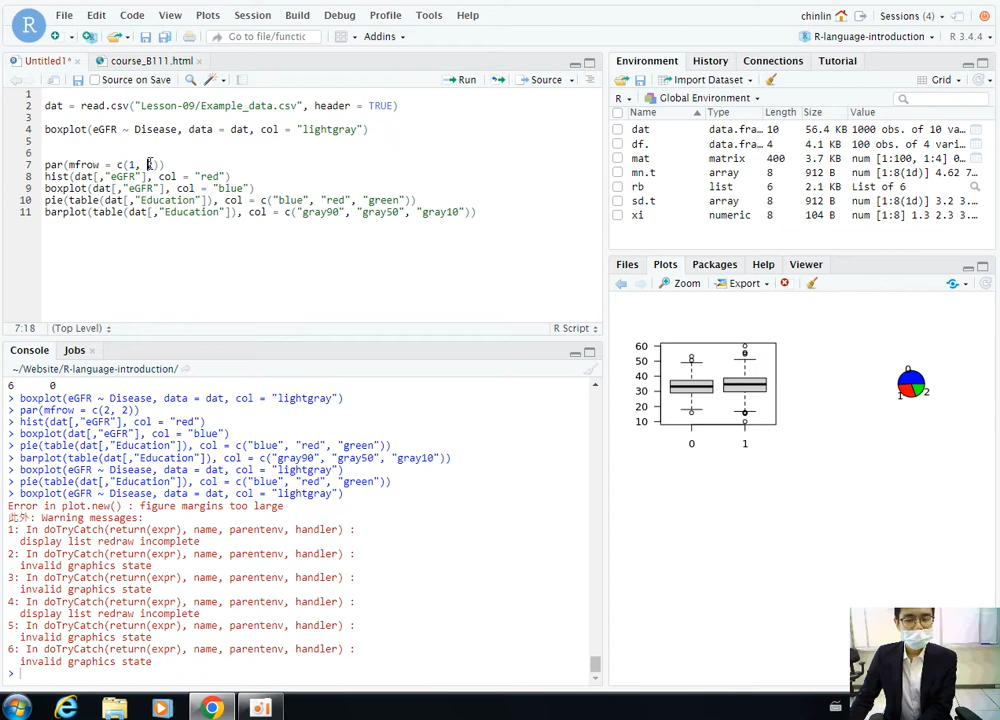 File Edit Code View Plots Session Build Debug Profile Tools Help
chinlin Sessions (4)
R
Go to file/functic
Addins
R-language-introduction
Untitled1* course_B111.html
Environment History Connections Tutorial
Source on Save Run Source
Import Dataset Grid
R Global Environment
1
2 dat = read.csv("Lesson-09/Example_data.csv", header = TRUE)
3
4 boxplot(eGFR ~ Disease, data = dat, col = "lightgray")
5
6
7 par(mfrow = c(1, ))
8 hist(dat[,"eGFR"], col = "red")
9 boxplot(dat[,"eGFR"], col = "blue")
10 pie(table(dat[,"Education"]), col = c("blue", "red", "green"))
11 barplot(table(dat[,"Education"]), col = c("gray90", "gray50", "gray10"))
Name Type Length Size Value
dat data.fra… 10 56.4 KB 1000 obs. of 10 va…
df. data.fra… 4 4.1 KB 100 obs. of 4 vari…
mat matrix 400 3.7 KB num [1:100, 1:4] 4.62 7…
mn.t array 8 912 B num [1:8(1d)] 3.4 5.7 …
rb list 6 2.1 KB List of 6
sd.t array 8 912 B num [1:8(1d)] 3.2 3.…
xi numeric 8 104 B num [1:8] 1.3 2.3 3.…
7:18 (Top Level) R Script
Files Plots Packages Help Viewer
Zoom Export
Console Jobs
R 3.4.4
~/Website/R-language-introduction/
6 0
> boxplot(eGFR ~ Disease, data = dat, col = "lightgray")
> par(mfrow = c(2, 2))
> hist(dat[,"eGFR"], col = "red")
> boxplot(dat[,"eGFR"], col = "blue")
> pie(table(dat[,"Education"]), col = c("blue", "red", "green"))
> barplot(table(dat[,"Education"]), col = c("gray90", "gray50", "gray10"))
> boxplot(eGFR ~ Disease, data = dat, col = "lightgray")
> pie(table(dat[,"Education"]), col = c("blue", "red", "green"))
> boxplot(eGFR ~ Disease, data = dat, col = "lightgray")
Error in plot.new() : figure margins too large
此外: Warning messages:
1: In doTryCatch(return(expr), name, parentenv, handler) :
display list redraw incomplete
2: In doTryCatch(return(expr), name, parentenv, handler) :
invalid graphics state
3: In doTryCatch(return(expr), name, parentenv, handler) :
invalid graphics state
4: In doTryCatch(return(expr), name, parentenv, handler) :
display list redraw incomplete
5: In doTryCatch(return(expr), name, parentenv, handler) :
invalid graphics state
6: In doTryCatch(return(expr), name, parentenv, handler) :
invalid graphics state
>
60
50
40
30
20
10
0 1
0
1 2